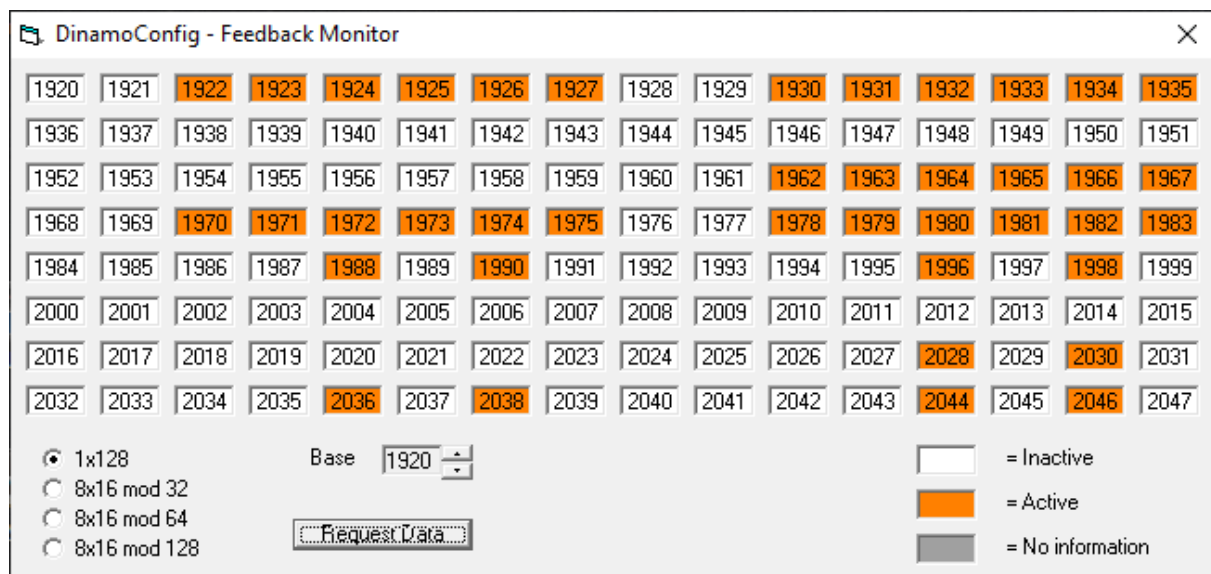 DinamoConfig - Feedback Monitor
1920 1921 1922 1923 1924 1925 1926 1927 1928 1929 1930 1931 1932 1933 1934 1935
1936 1937 1938 1939 1940 1941 1942 1943 1944 1945 1946 1947 1948 1949 1950 1951
1952 1953 1954 1955 1956 1957 1958 1959 1960 1961 1962 1963 1964 1965 1966 1967
1968 1969 1970 1971 1972 1973 1974 1975 1976 1977 1978 1979 1980 1981 1982 1983
1984 1985 1986 1987 1988 1989 1990 1991 1992 1993 1994 1995 1996 1997 1998 1999
2000 2001 2002 2003 2004 2005 2006 2007 2008 2009 2010 2011 2012 2013 2014 2015
2016 2017 2018 2019 2020 2021 2022 2023 2024 2025 2026 2027 2028 2029 2030 2031
2032 2033 2034 2035 2036 2037 2038 2039 2040 2041 2042 2043 2044 2045 2046 2047
1x128 Base 1920 = Inactive
8x16 mod 32
8x16 mod 64 = Active
Request Data
8x16 mod 128 = No information